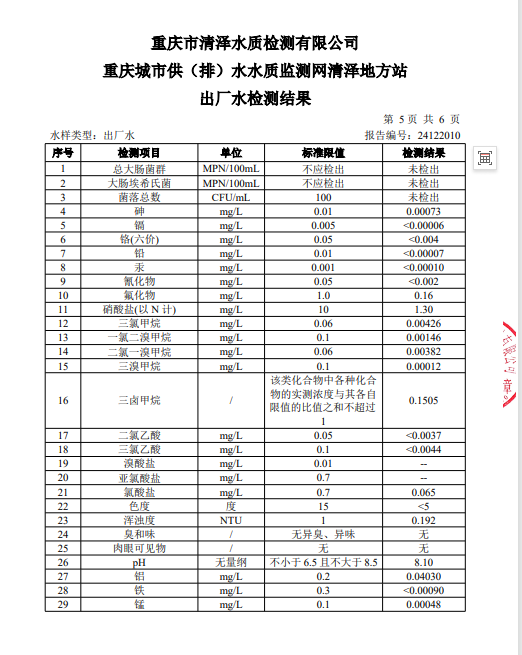 重庆市清泽水质检测有限公司
重庆城市供（排）水水质监测网清泽地方站
出厂水检测结果
第 5 页 共 6 页
水样类型：出厂水 报告编号：24122010
序号 检测项目 单位 标准限值 检测结果
1 总大肠菌群 MPN/100mL 不应检出 未检出
2 大肠埃希氏菌 MPN/100mL 不应检出 未检出
3 菌落总数 CFU/mL 100 未检出
4 砷 mg/L 0.01 0.00073
5 镉 mg/L 0.005 <0.00006
6 铬(六价) mg/L 0.05 <0.004
7 铅 mg/L 0.01 <0.00007
8 汞 mg/L 0.001 <0.00010
9 氰化物 mg/L 0.05 <0.002
10 氟化物 mg/L 1.0 0.16
11 硝酸盐(以 N 计) mg/L 10 1.30
12 三氯甲烷 mg/L 0.06 0.00426
13 一氯二溴甲烷 mg/L 0.1 0.00146
14 二氯一溴甲烷 mg/L 0.06 0.00382
15 三溴甲烷 mg/L 0.1 0.00012
该类化合物中各种化合
物的实测浓度与其各自
16 三卤甲烷 / 限值的比值之和不超过 0.1505
1
17 二氯乙酸 mg/L 0.05 <0.0037
18 三氯乙酸 mg/L 0.1 <0.0044
19 溴酸盐 mg/L 0.01 --
20 亚氯酸盐 mg/L 0.7 --
21 氯酸盐 mg/L 0.7 0.065
22 色度 度 15 <5
23 浑浊度 NTU 1 0.192
24 臭和味 / 无异臭、异味 无
25 肉眼可见物 / 无 无
26 pH 无量纲 不小于 6.5 且不大于 8.5 8.10
27 铝 mg/L 0.2 0.04030
28 铁 mg/L 0.3 <0.00090
29 锰 mg/L 0.1 0.00048